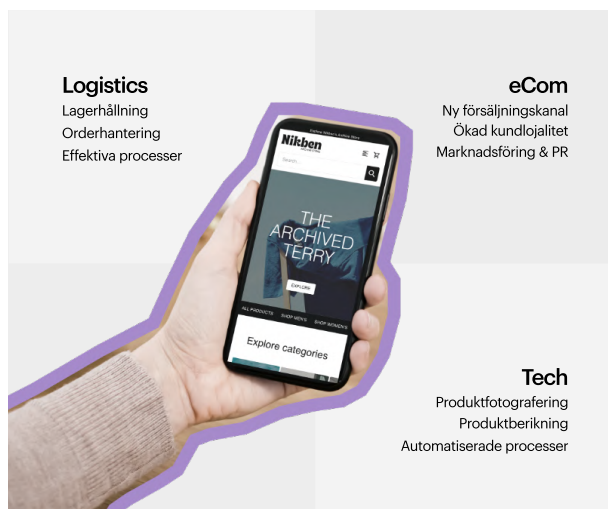 Logistics
Lagerhållning
Orderhantering
Effektiva processer
eCom
Ny försäljningskanal
Ökad kundlojalitet
Marknadsföring & PR
Nikben
Search...
THE
ARCHIVED
TERRY
EXPLORE
ALL PRODUCTS SHOP MEN'S SHOP WOMEN'S
Explore categories
Tech
Produktfotografering
Produktberikning
Automatiserade processer